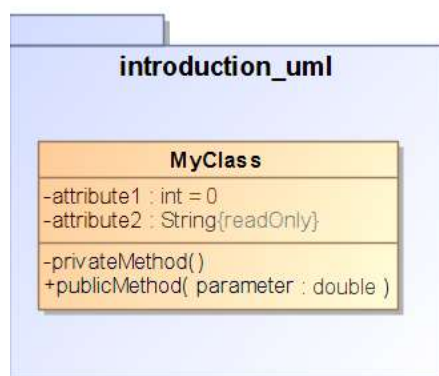 introduction_uml
MyClass
-attribute1 : int = 0
-attribute2 : String{readOnly}
-privateMethod()
+publicMethod( parameter : double )